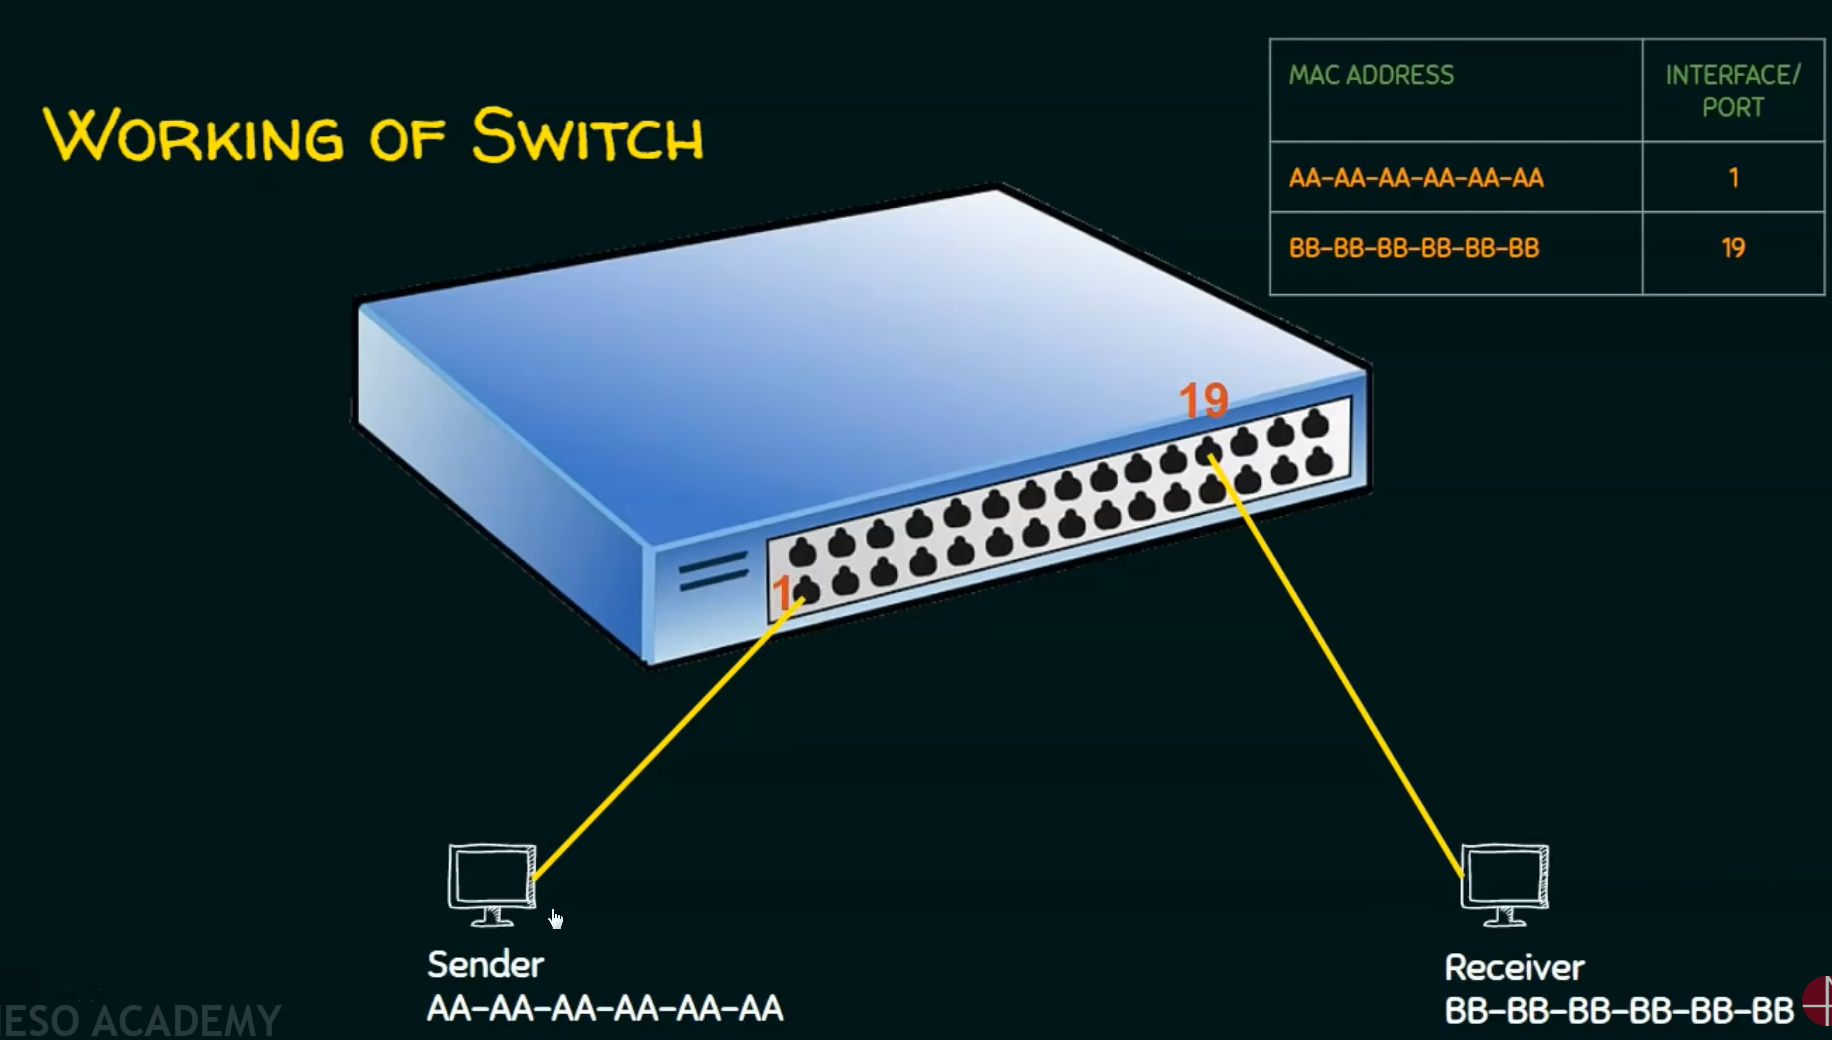 WORKING OF SWITCH
MAC ADDRESS
INTERFACE/
PORT
AA-AA-AA-AA-AA-AA
1
BB-BB-BB-BB-BB-BB
19
19
1
Sender
AA-AA-AA-AA-AA-AA
Receiver
BB-BB-BB-BB-BB-BB
ESO ACADEMY